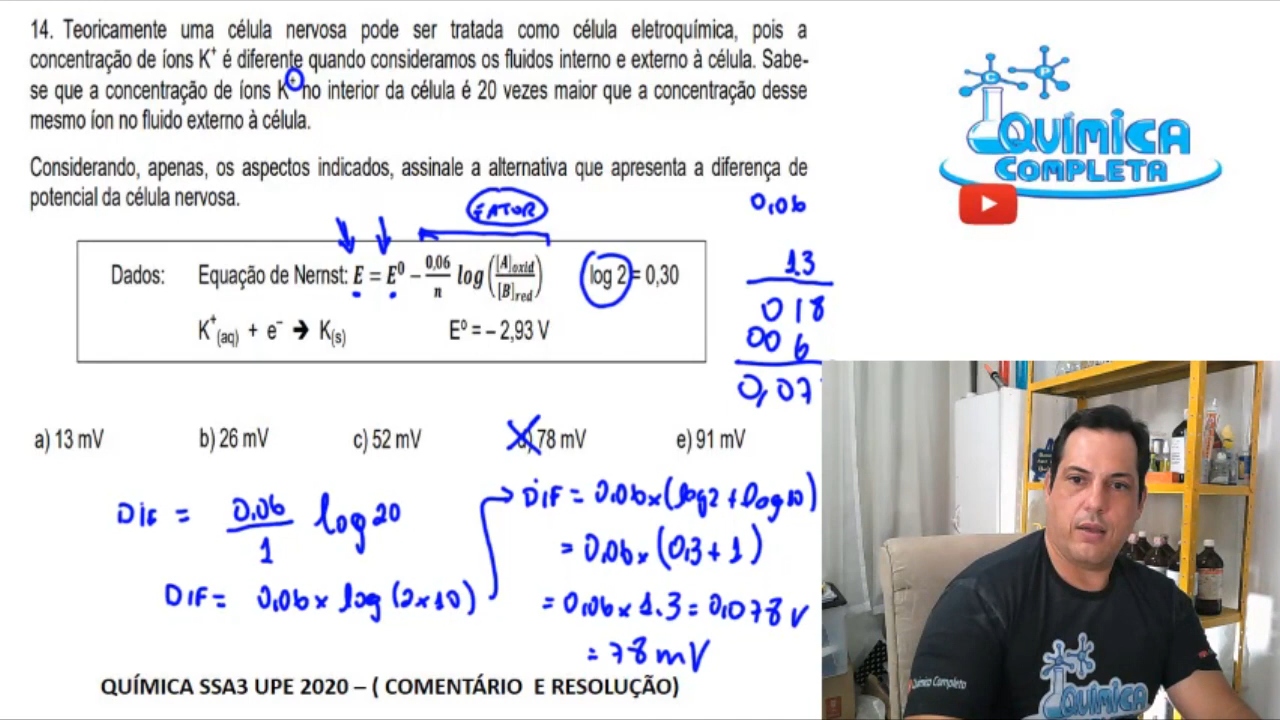 14. Teoricamente uma célula nervosa pode ser tratada como célula eletroquímica, pois a
concentração de íons K⁺ é diferente quando consideramos os fluidos interno e externo à célula. Sabe-
se que a concentração de íons K⁺ no interior da célula é 20 vezes maior que a concentração desse
mesmo íon no fluido externo à célula.
Considerando, apenas, os aspectos indicados, assinale a alternativa que apresenta a diferença de
potencial da célula nervosa.
FATOR
Dados: Equação de Nernst: E = E⁰ − 0,06/n log([A]oxid/[B]red) log 2 = 0,30
K⁺(aq) + e⁻ ➔ K(s) Eº = – 2,93 V
a) 13 mV b) 26 mV c) 52 mV d) 78 mV e) 91 mV
0,06
1.3
018
006
0,07
DIF = 0.06/1 log 20
DIF = 0.06 x log (2x10)
DIF = 0.06 x (log2 + log10)
= 0.06 x (0.3 + 1)
= 0.06 x 1.3 = 0,078 V
= 78 mV
QUÍMICA SSA3 UPE 2020 – ( COMENTÁRIO E RESOLUÇÃO)
C P
QUÍMICA
COMPLETA
Química Completa
QUÍMICA